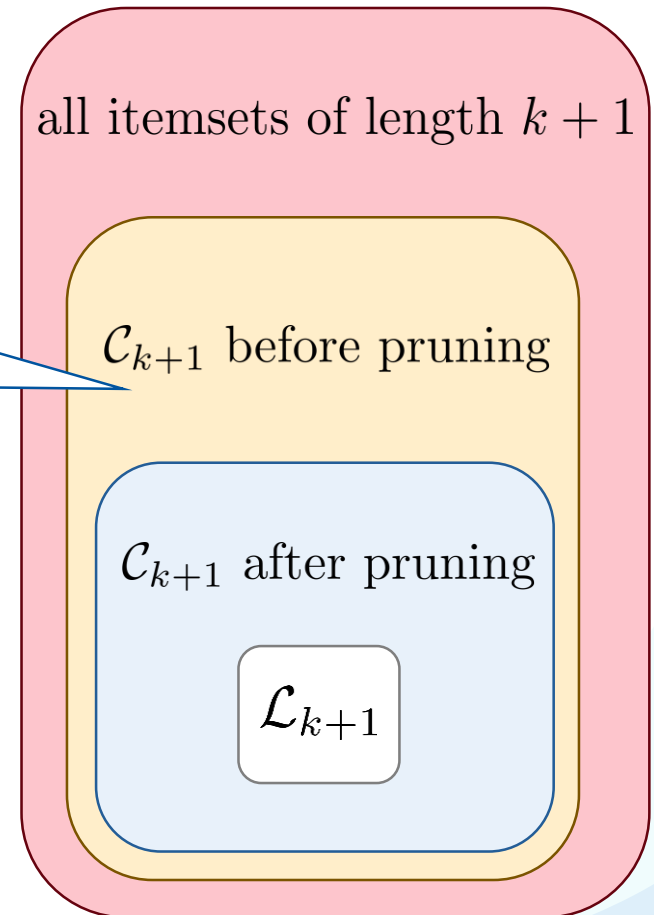 all itemsets of length k + 1
𝒞ₖ₊₁ before pruning
𝒞ₖ₊₁ after pruning
ℒₖ₊₁